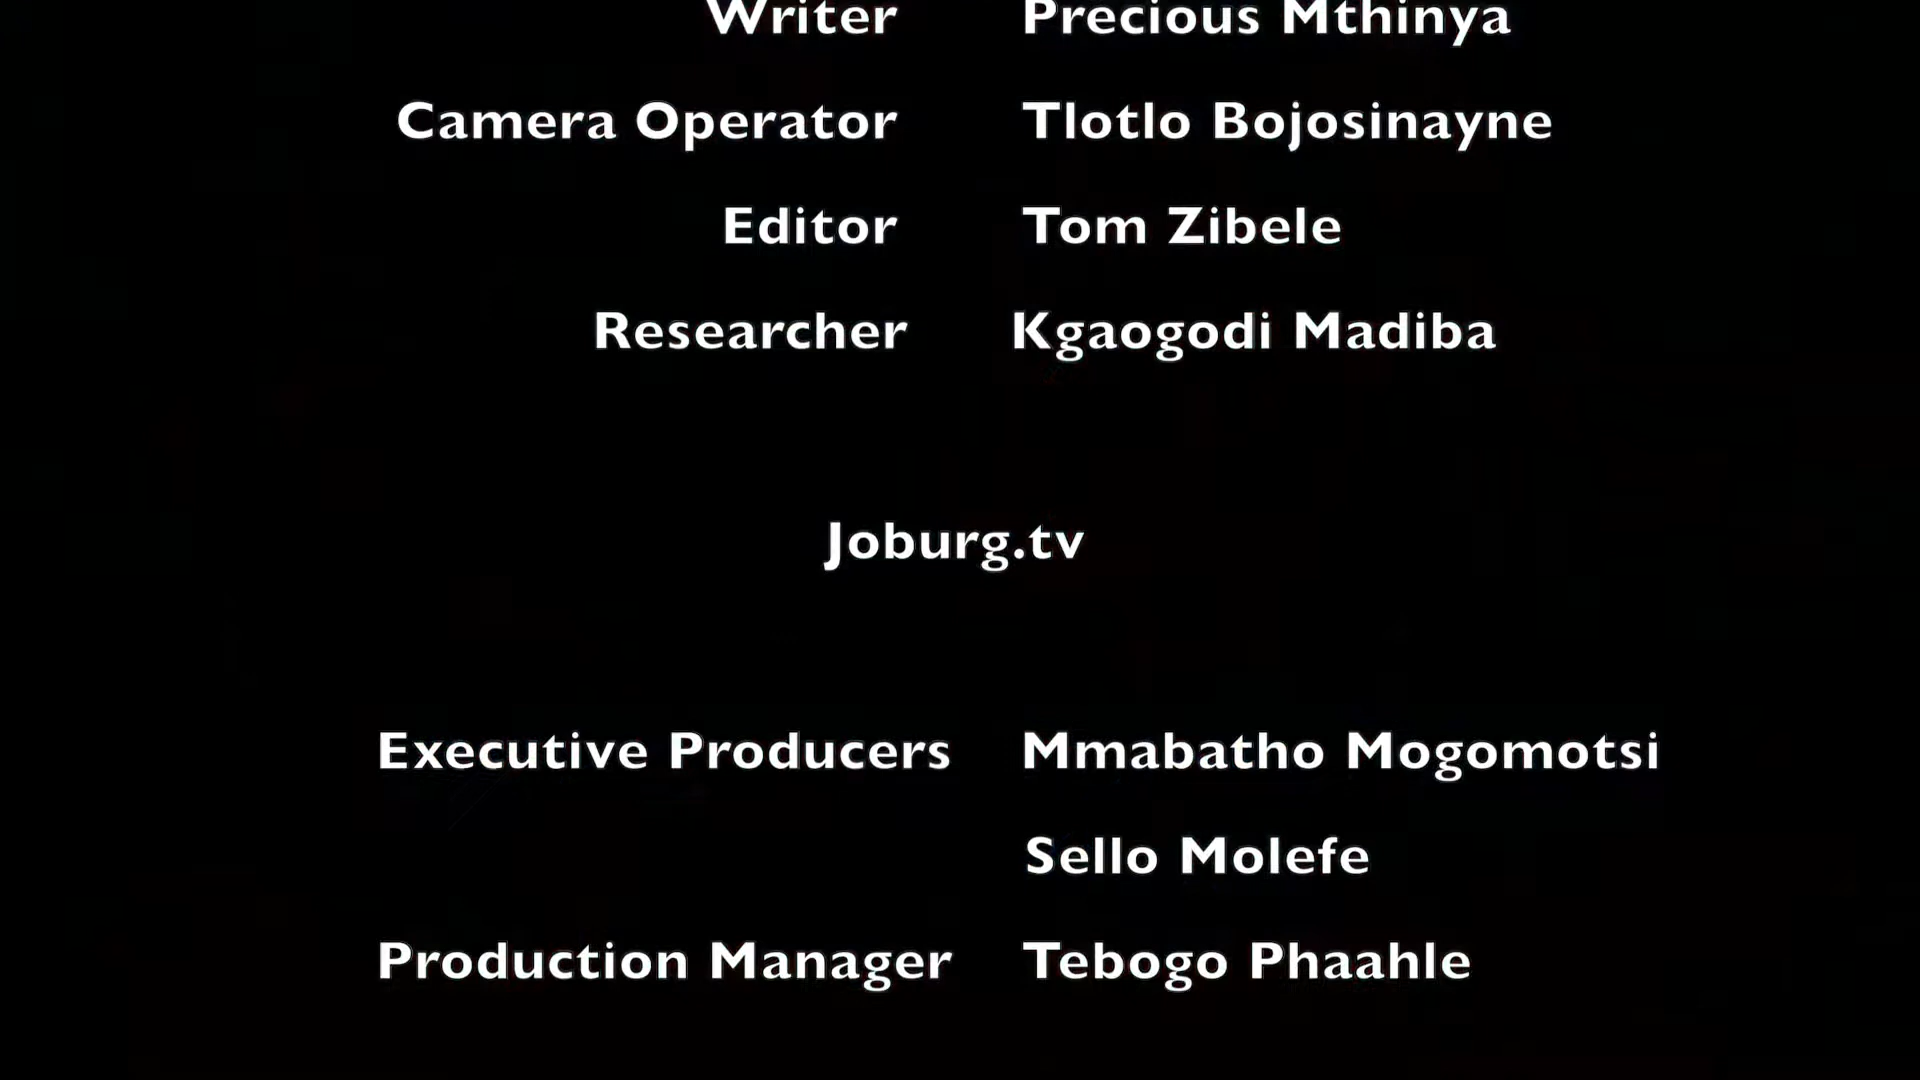 Writer Precious Mthinya
Camera Operator Tlotlo Bojosinayne
Editor Tom Zibele
Researcher Kgaogodi Madiba
Joburg.tv
Executive Producers Mmabatho Mogomotsi
Sello Molefe
Production Manager Tebogo Phaahle